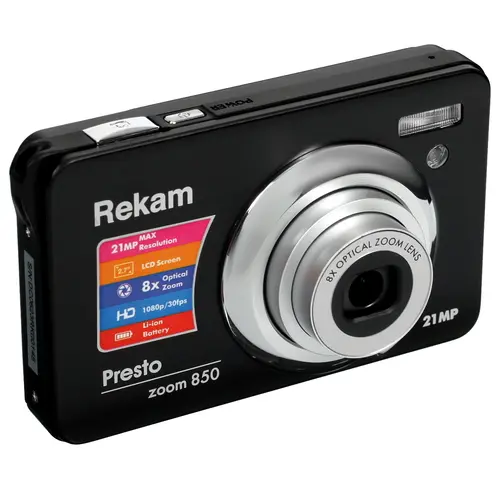 POWER
Rekam
21MP MAX Resolution
2.7" LCD Screen
8x Optical Zoom
HD 1080p/30fps
Li-ion Battery
Presto
zoom 850
8X OPTICAL ZOOM LENS
21MP